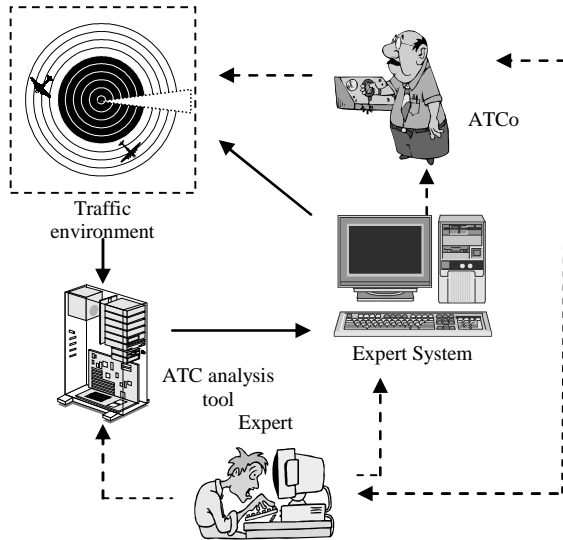 ATCo
Traffic
environment
Expert System
ATC analysis
tool
Expert